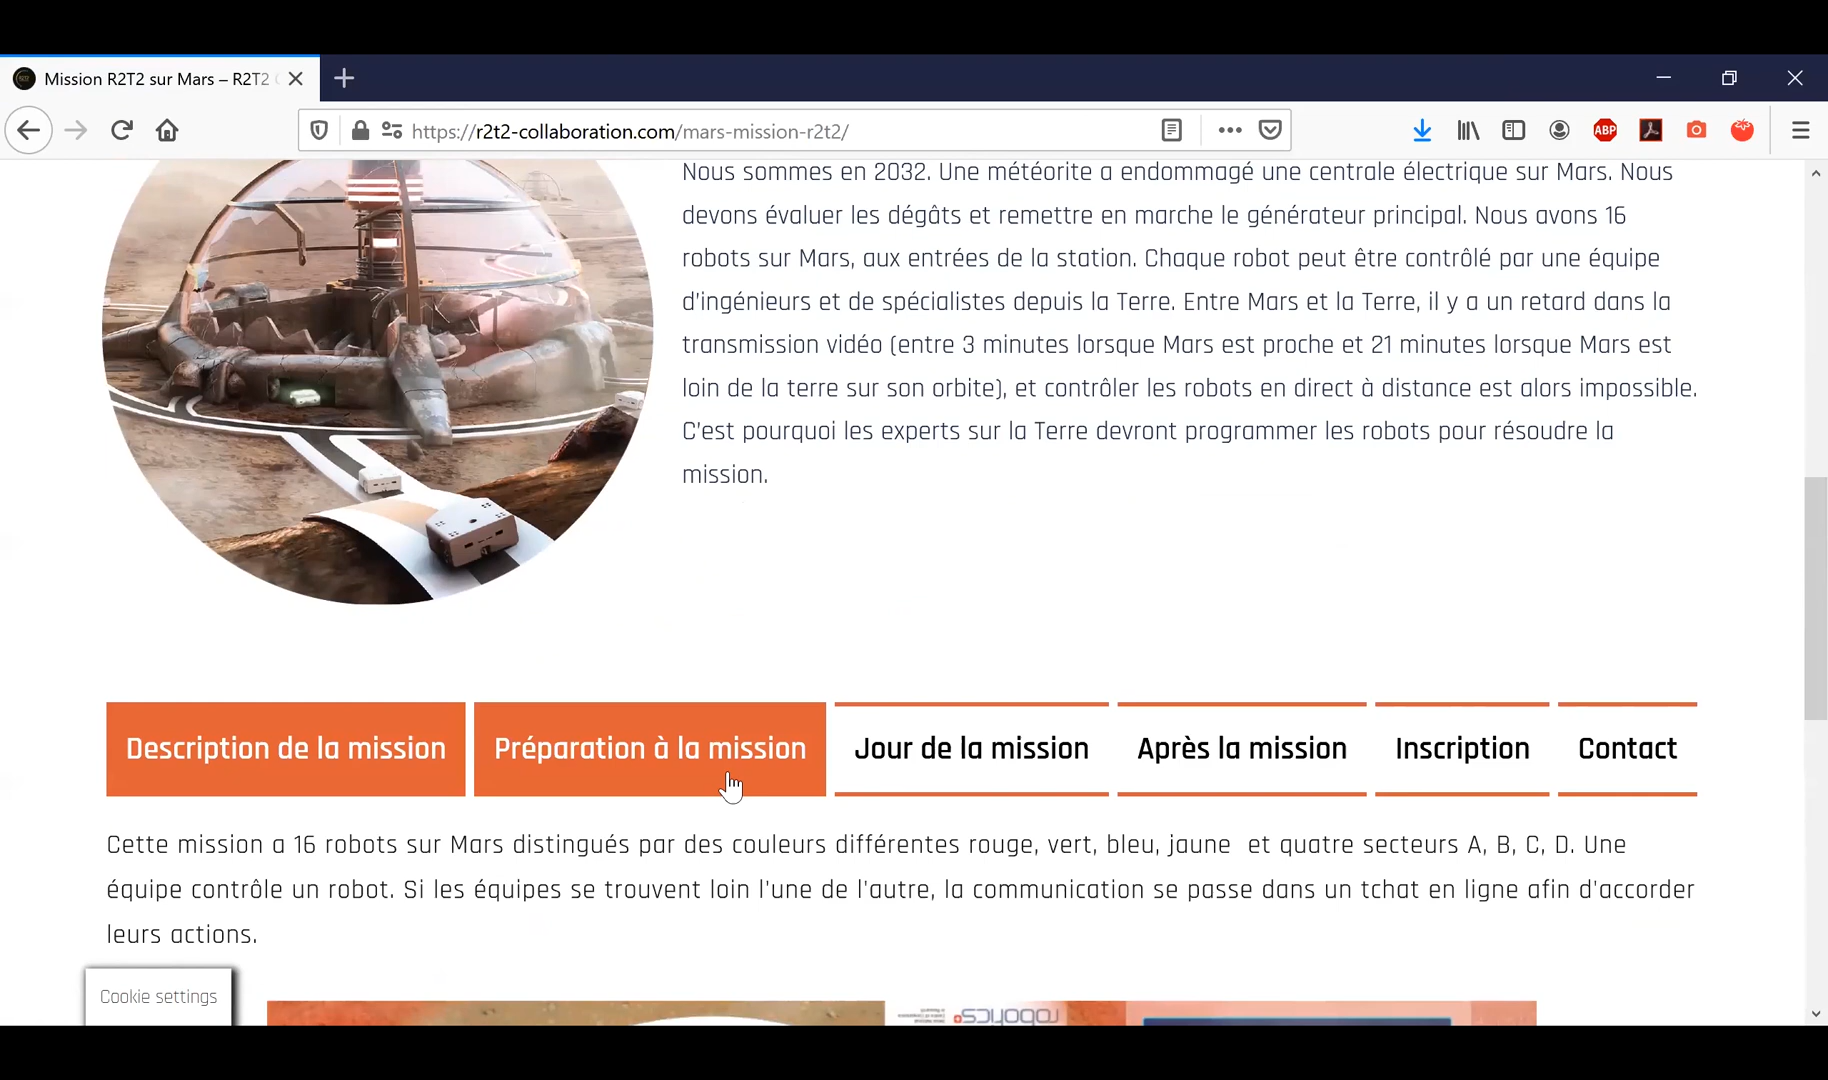 Mission R2T2 sur Mars – R2T2
https://r2t2-collaboration.com/mars-mission-r2t2/
ABP
Nous sommes en 2032. Une météorite a endommagé une centrale électrique sur Mars. Nous
devons évaluer les dégâts et remettre en marche le générateur principal. Nous avons 16
robots sur Mars, aux entrées de la station. Chaque robot peut être contrôlé par une équipe
d'ingénieurs et de spécialistes depuis la Terre. Entre Mars et la Terre, il y a un retard dans la
transmission vidéo (entre 3 minutes lorsque Mars est proche et 21 minutes lorsque Mars est
loin de la terre sur son orbite), et contrôler les robots en direct à distance est alors impossible.
C'est pourquoi les experts sur la Terre devront programmer les robots pour résoudre la
mission.
Description de la mission Préparation à la mission Jour de la mission Après la mission Inscription Contact
Cette mission a 16 robots sur Mars distingués par des couleurs différentes rouge, vert, bleu, jaune et quatre secteurs A, B, C, D. Une
équipe contrôle un robot. Si les équipes se trouvent loin l'une de l'autre, la communication se passe dans un tchat en ligne afin d'accorder
leurs actions.
Cookie settings
robotics